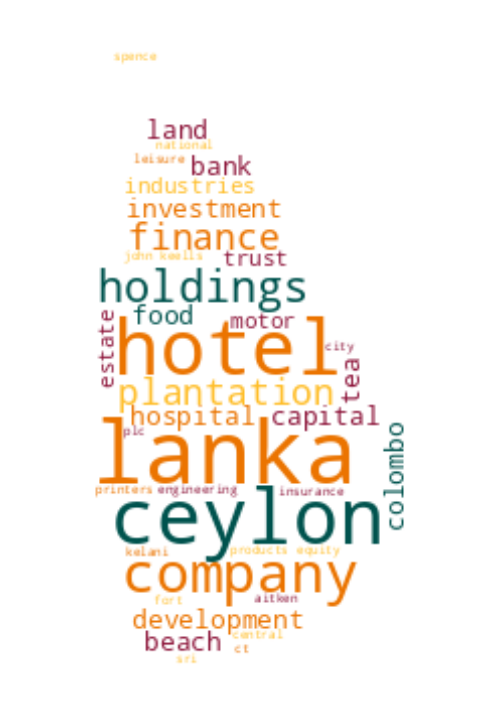 spence
land
national
leisure bank
industries
investment
finance
john keells trust
holdings
food motor
estate
hotel
city
tea
plantation
hospital capital
plc
lanka
colombo
printers engineering insurance
ceylon
kelani products equity
company
fort aitken
development
beach central
ct
sri